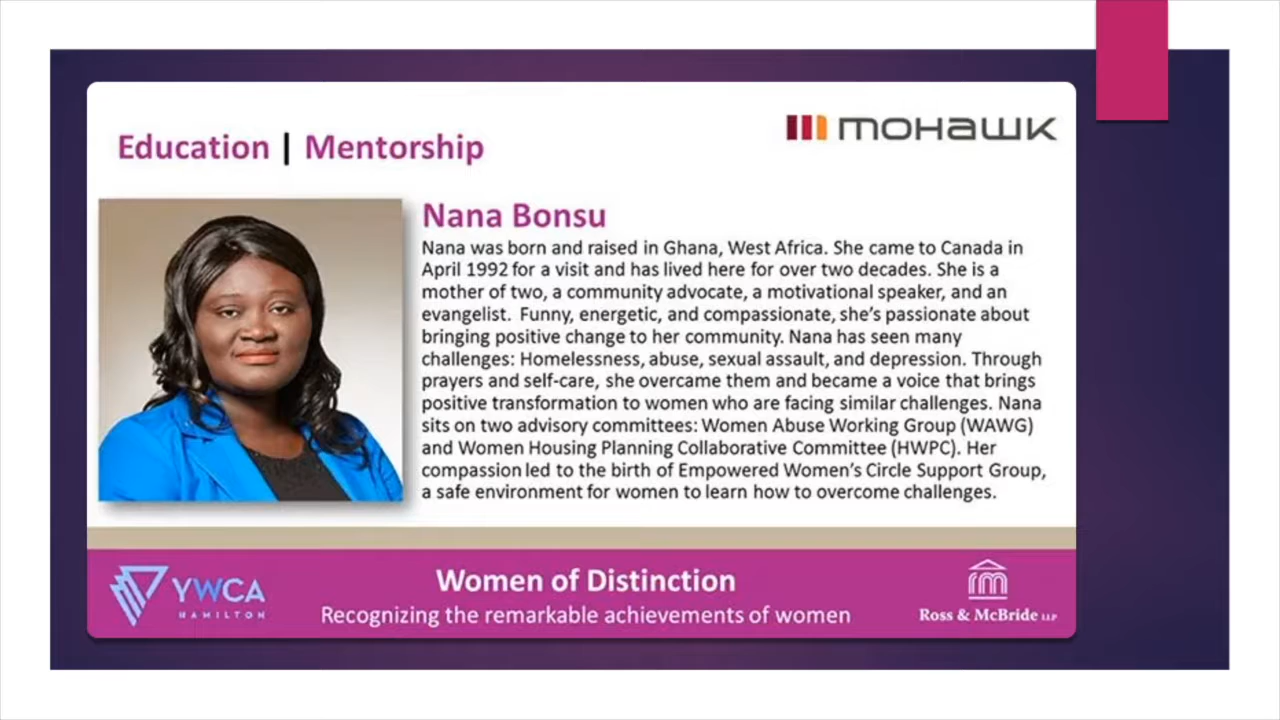 Education | Mentorship
mohawk
Nana Bonsu
Nana was born and raised in Ghana, West Africa. She came to Canada in
April 1992 for a visit and has lived here for over two decades. She is a
mother of two, a community advocate, a motivational speaker, and an
evangelist. Funny, energetic, and compassionate, she's passionate about
bringing positive change to her community. Nana has seen many
challenges: Homelessness, abuse, sexual assault, and depression. Through
prayers and self-care, she overcame them and became a voice that brings
positive transformation to women who are facing similar challenges. Nana
sits on two advisory committees: Women Abuse Working Group (WAWG)
and Women Housing Planning Collaborative Committee (HWPC). Her
compassion led to the birth of Empowered Women's Circle Support Group,
a safe environment for women to learn how to overcome challenges.
YWCA
HAMILTON
Women of Distinction
Recognizing the remarkable achievements of women
rm
Ross & McBride LLP